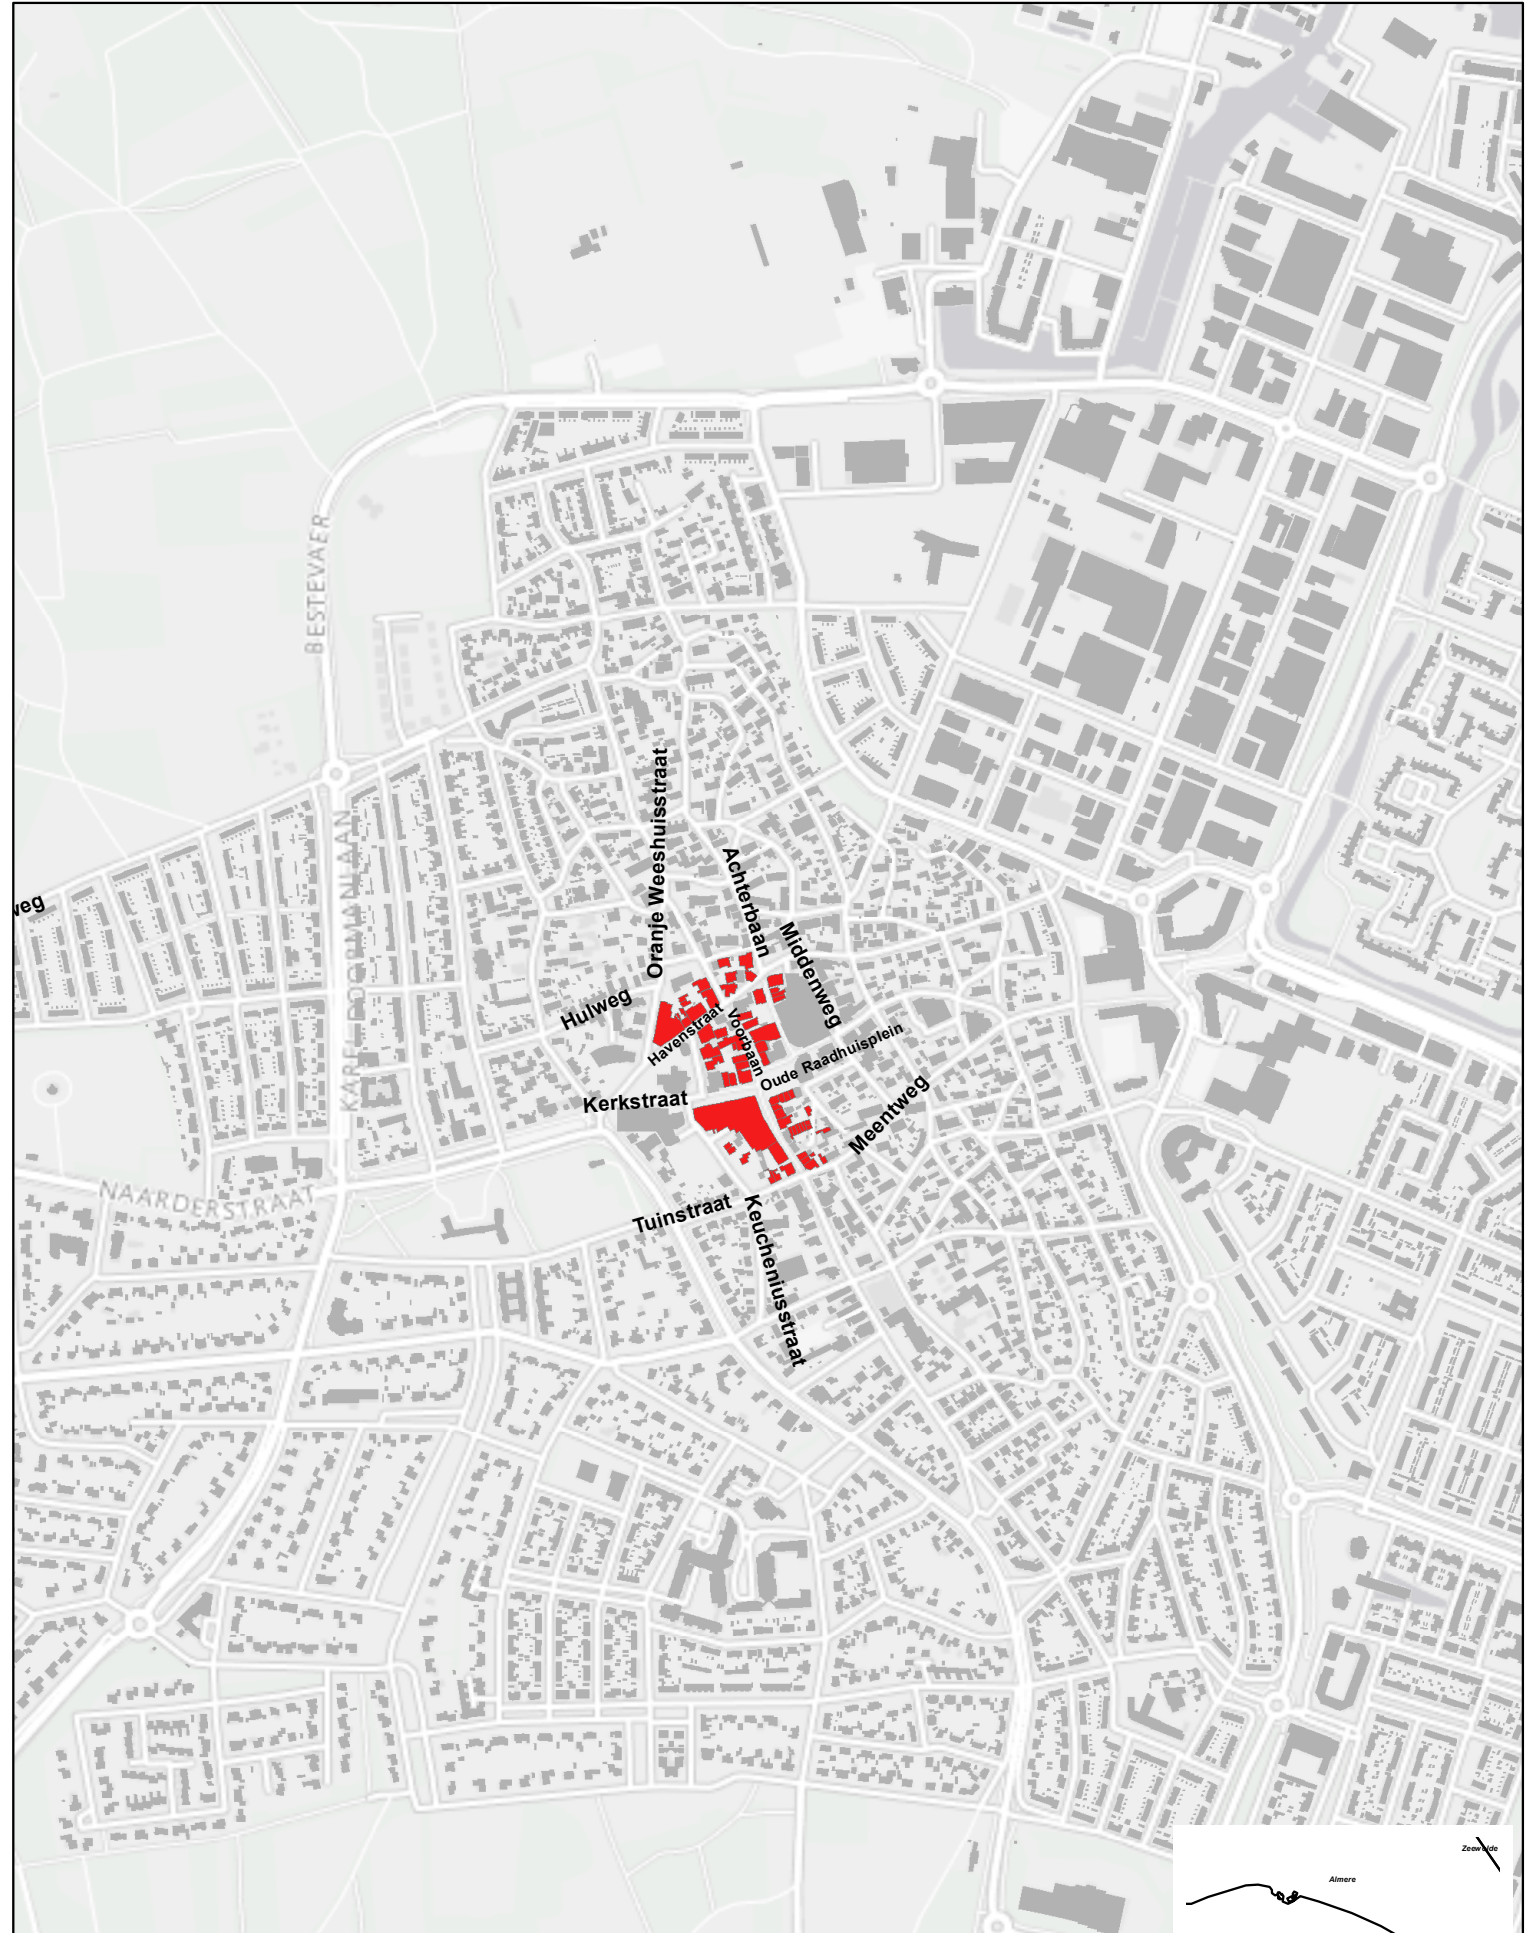 BESTEVAER
Oranje Weeshuisstraat
KAREL DOORMANLAAN
Achterbaan
weg
Middenweg
Hulweg
Havenstraat
Voorbaan
Oude Raadhuisplein
Kerkstraat
Meentweg
NAARDERSTRAAT
Tuinstraat
Keucheniusstraat
Zeewolde
Almere